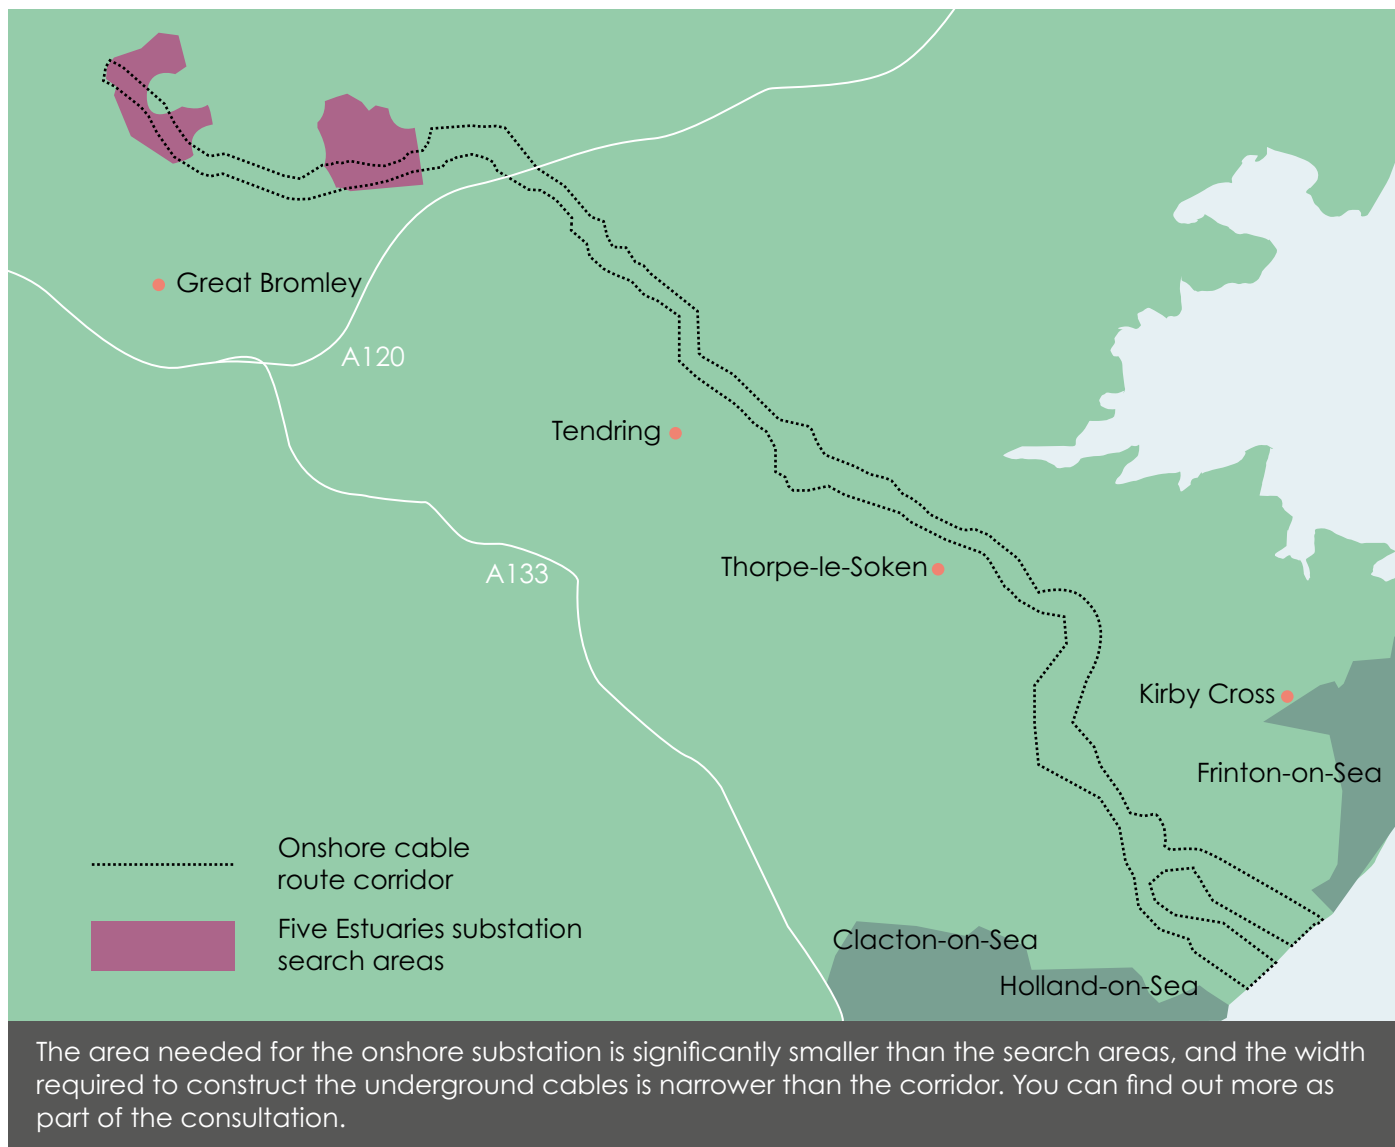 Great Bromley
A120
Tendring
A133
Thorpe-le-Soken
Kirby Cross
Frinton-on-Sea
Onshore cable
route corridor
Five Estuaries substation
search areas
Clacton-on-Sea
Holland-on-Sea
The area needed for the onshore substation is significantly smaller than the search areas, and the width
required to construct the underground cables is narrower than the corridor. You can find out more as
part of the consultation.